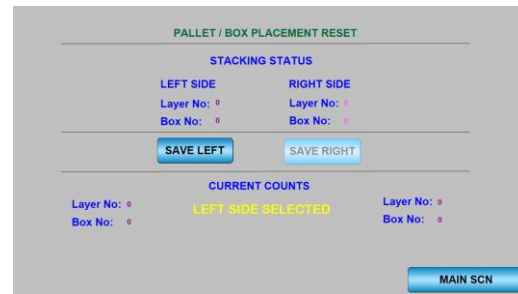 PALLET / BOX PLACEMENT RESET
STACKING STATUS
LEFT SIDE RIGHT SIDE
Layer No: 0 Layer No: 0
Box No: 0 Box No: 0
SAVE LEFT SAVE RIGHT
CURRENT COUNTS
Layer No: 0 LEFT SIDE SELECTED Layer No: 0
Box No: 0 Box No: 0
MAIN SCN